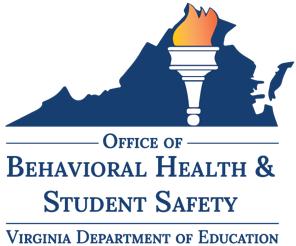 Office of
Behavioral Health &
Student Safety
Virginia Department of Education